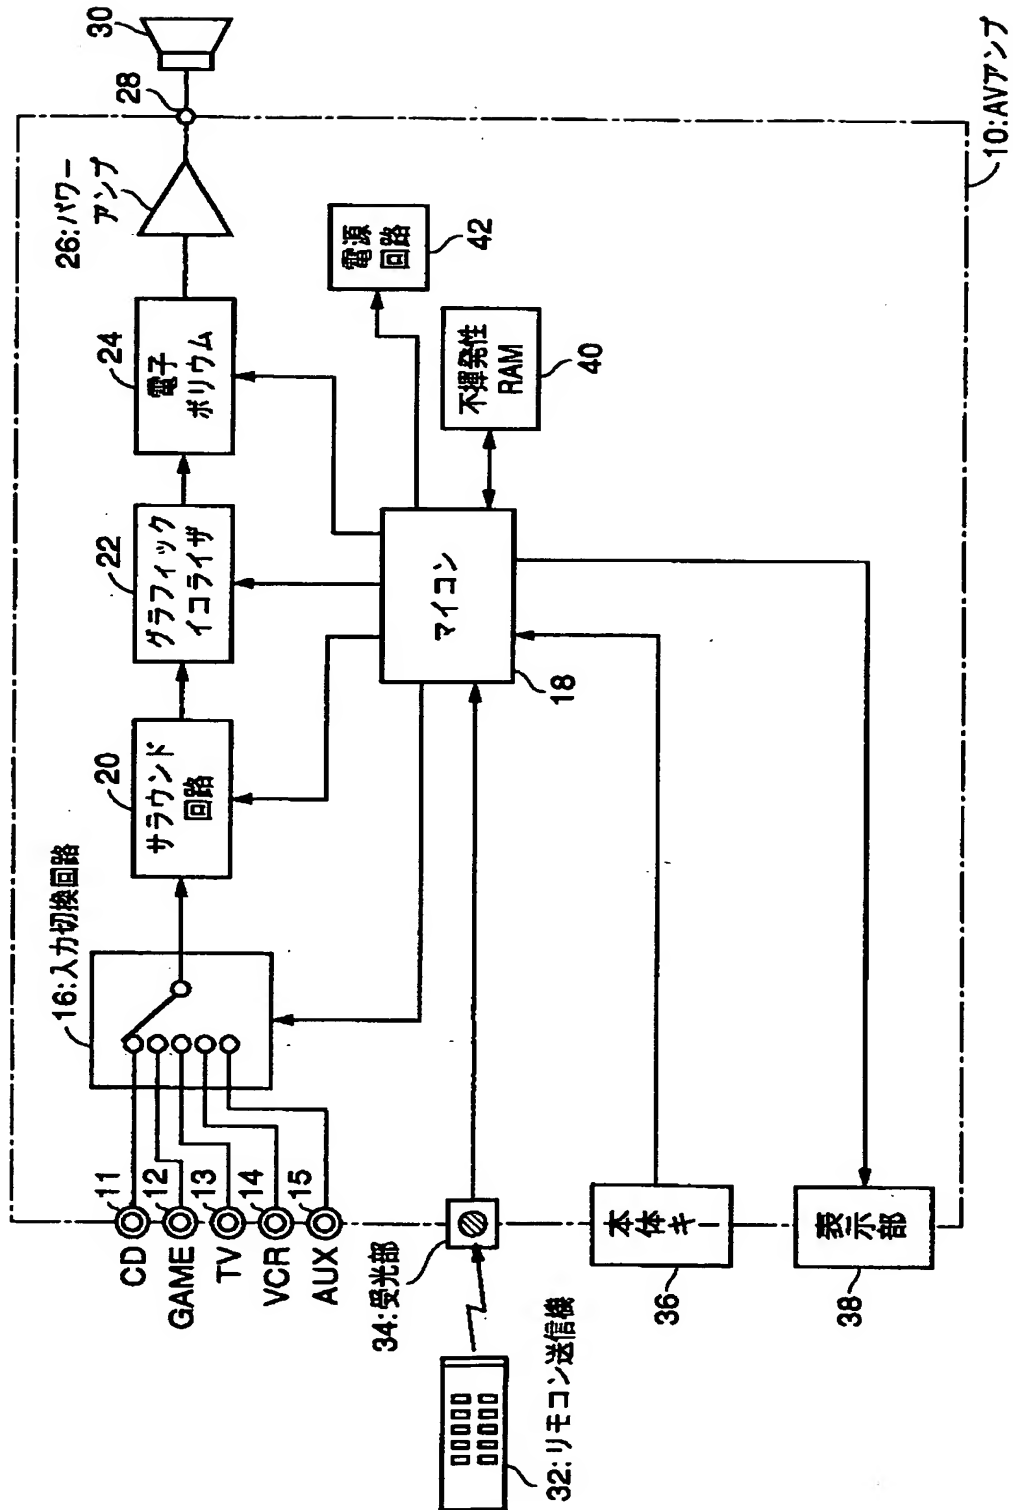 30
28
26:パワー
アンプ
24
電子
ボリウム
22
グラフィック
イコライザ
20
サラウンド
回路
16:入力切換回路
CD
11
GAME
12
TV
13
VCR
14
AUX
15
電源
回路
42
不揮発性
RAM
40
マイコン
18
34:受光部
32:リモコン送信機
本体キー
36
表示部
38
10:AVアンプ